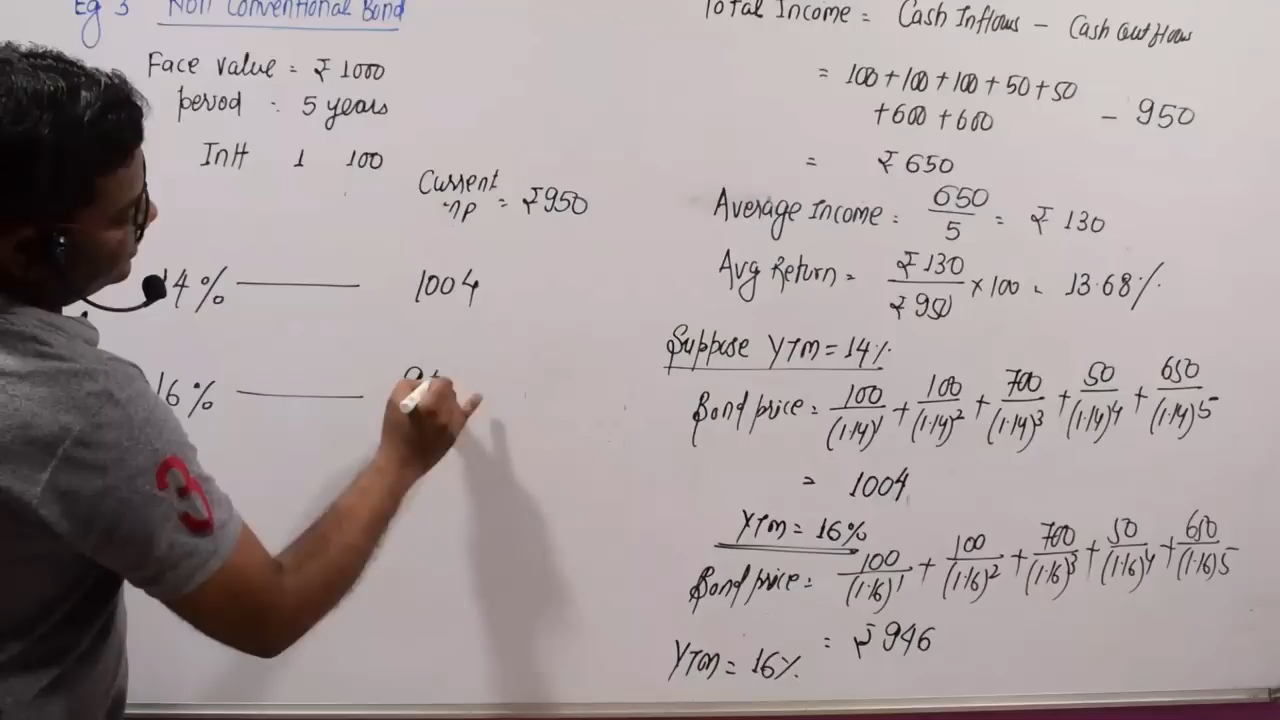 Eg 3 Non Conventional Bond
Face value = ₹ 1000
period = 5 years
Intt 1 100
Current
mp = ₹950
14% 1004
16%
3
Total Income = Cash Inflows - Cash outflows
= 100 + 100 + 100 + 50 + 50
+ 600 + 600 - 950
= ₹ 650
Average Income = 650/5 = ₹ 130
Avg Return = ₹130/₹950 × 100 = 13.68%
Suppose YTM = 14%
Bond price = 100/(1.14)^1 + 100/(1.14)^2 + 700/(1.14)^3 + 50/(1.14)^4 + 650/(1.14)^5
= 1004
YTM = 16%
Bond price = 100/(1.16)^1 + 100/(1.16)^2 + 700/(1.16)^3 + 50/(1.16)^4 + 650/(1.16)5
= ₹ 946
YTM = 16%